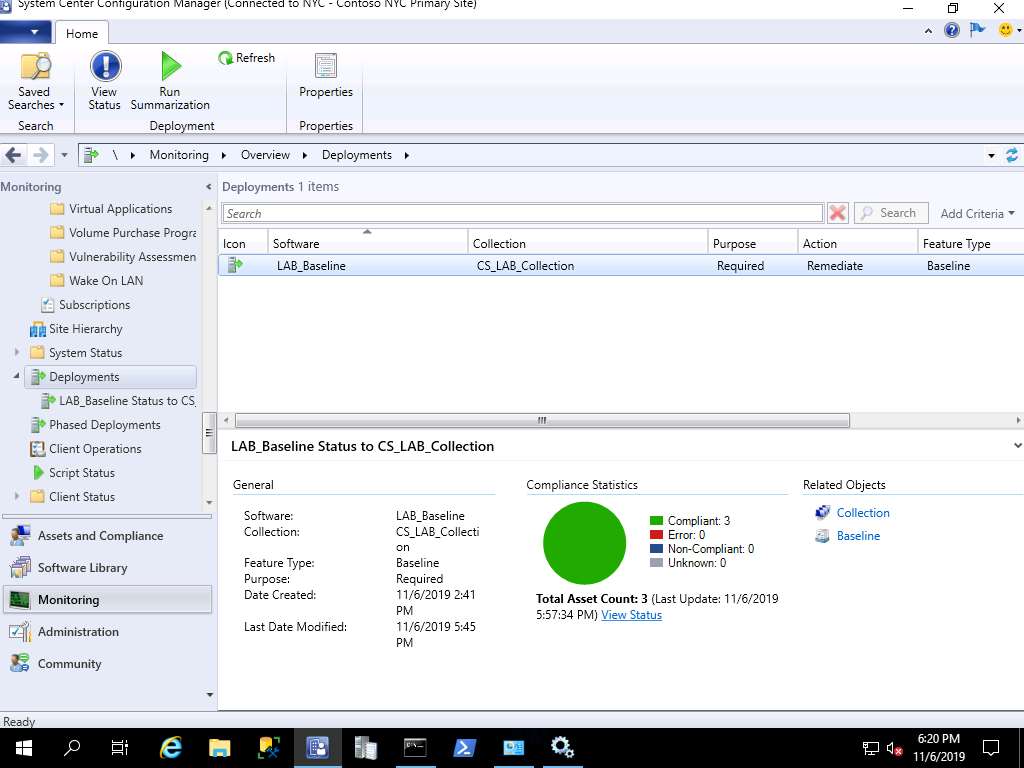 System Center Configuration Manager (Connected to NYC - Contoso NYC Primary Site)
Home
Saved
Searches
View
Status
Run
Summarization
Refresh
Properties
Search
Deployment
Properties
\ Monitoring Overview Deployments
Monitoring
Virtual Applications
Volume Purchase Progra
Vulnerability Assessmen
Wake On LAN
Subscriptions
Site Hierarchy
System Status
Deployments
LAB_Baseline Status to CS_
Phased Deployments
Client Operations
Script Status
Client Status
Assets and Compliance
Software Library
Monitoring
Administration
Community
Deployments 1 items
Search
Search
Add Criteria
Icon Software Collection Purpose Action Feature Type
LAB_Baseline CS_LAB_Collection Required Remediate Baseline
LAB_Baseline Status to CS_LAB_Collection
General
Software: LAB_Baseline
Collection: CS_LAB_Collecti
on
Feature Type: Baseline
Purpose: Required
Date Created: 11/6/2019 2:41
PM
Last Date Modified: 11/6/2019 5:45
PM
Compliance Statistics
Compliant: 3
Error: 0
Non-Compliant: 0
Unknown: 0
Total Asset Count: 3 (Last Update: 11/6/2019
5:57:34 PM) View Status
Related Objects
Collection
Baseline
Ready
6:20 PM
11/6/2019